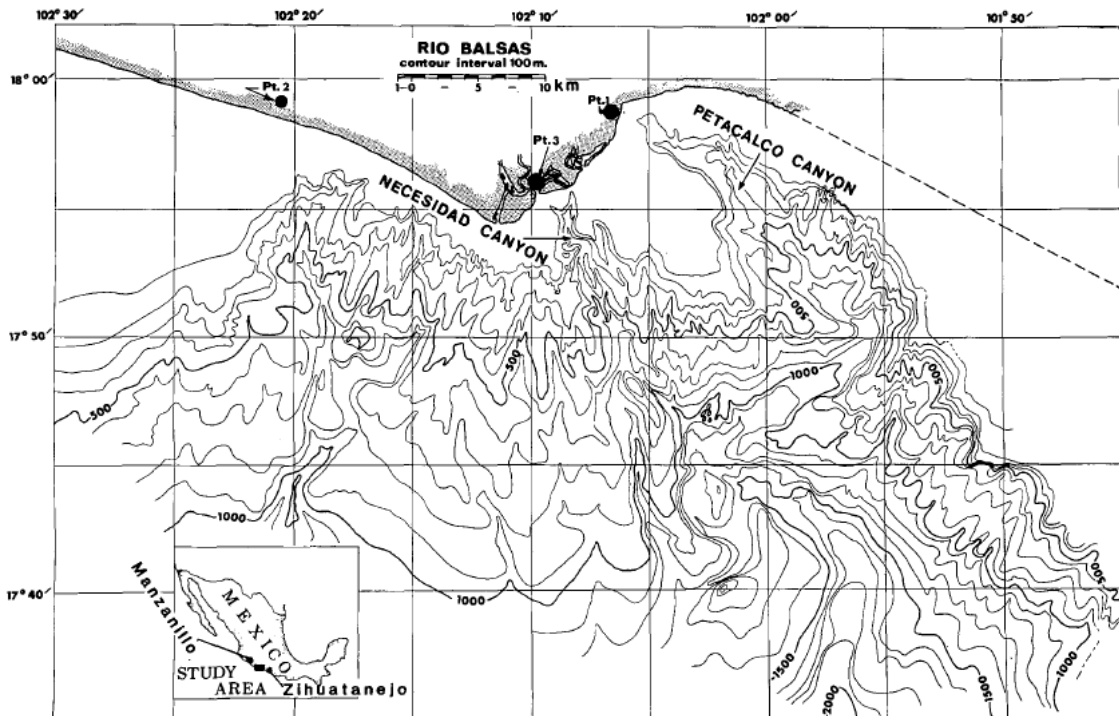 102° 30' 102° 20' 102° 10' 102° 00' 101° 50'
RIO BALSAS
contour interval 100m.
1—0 – 5 – 10 km
18° 00'
Pt. 2
Pt.1
Pt.3
PETACALCO CANYON
NECESIDAD CANYON
17° 50'
500
500
500
500
1000
1000
1000
17° 40'
500
1000
1500
1500
2000
Manzanillo
MEXICO
STUDY
AREA
Zihuatanejo